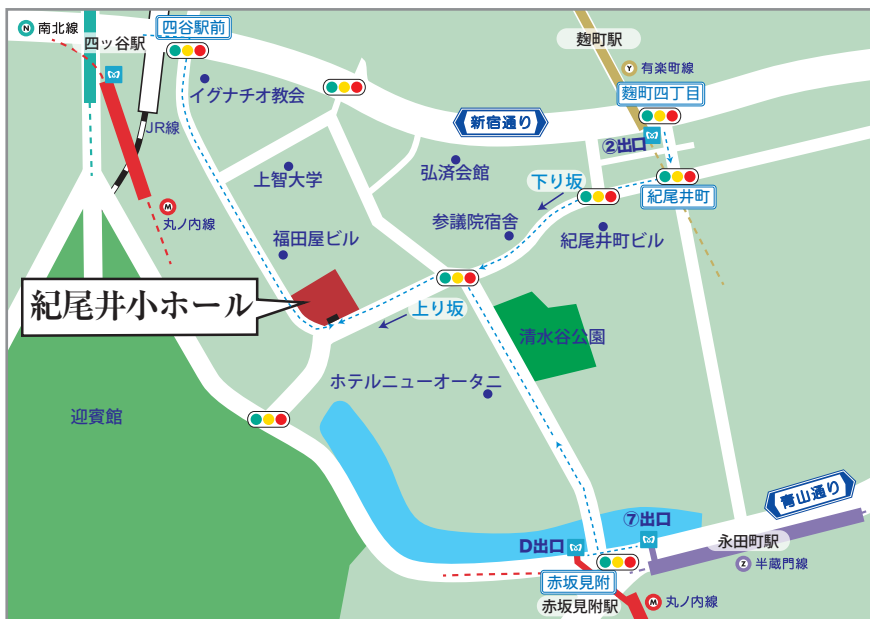 N 南北線
四谷駅前
四ッ谷駅
麹町駅
Y 有楽町線
イグナチオ教会
麹町四丁目
新宿通り
JR線
②出口
弘済会館
上智大学
下り坂
紀尾井町
M
丸ノ内線
参議院宿舎
福田屋ビル
紀尾井町ビル
紀尾井小ホール
上り坂
清水谷公園
ホテルニューオータニ
迎賓館
青山通り
⑦出口
D出口
永田町駅
Z 半蔵門線
赤坂見附
赤坂見附駅
M 丸ノ内線